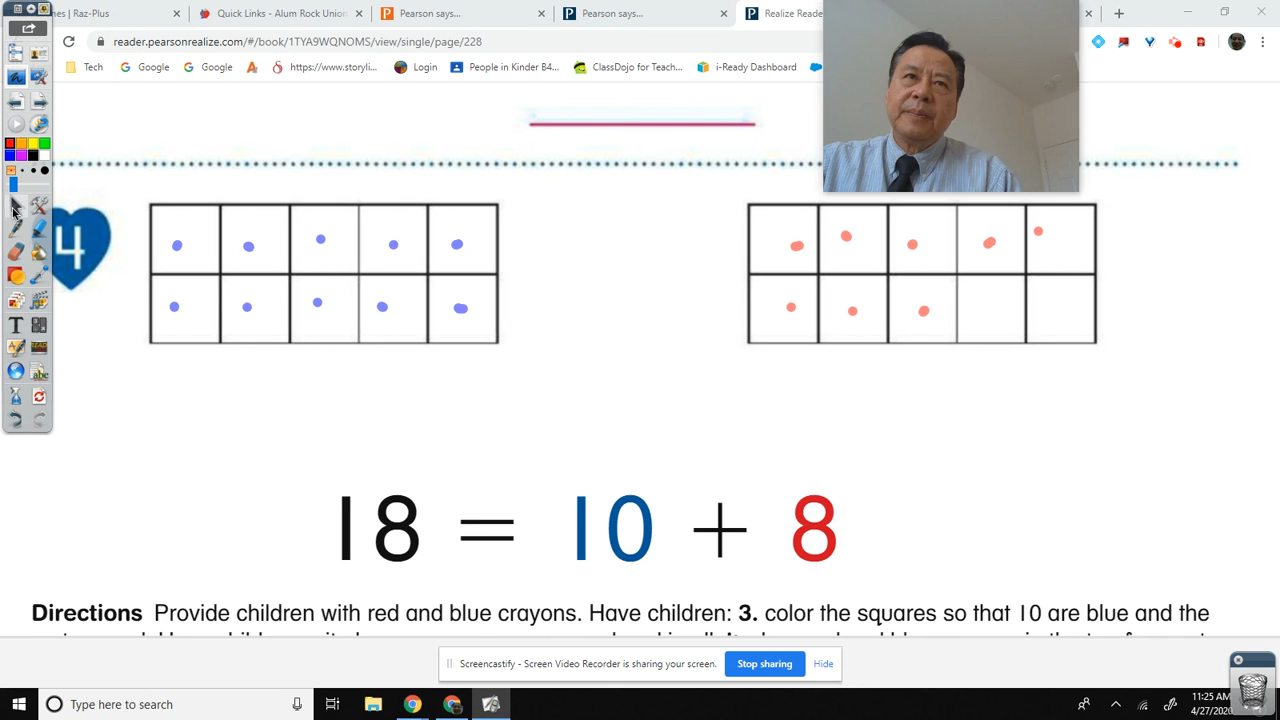 es | Raz-Plus
Quick Links - Alum Rock Union
Pearson says...
Pearson says...
Realize Reader
reader.pearsonrealize.com/#/book/1TYA9WQNOMS/view/single/page/228
Tech
Google
Google
https://www.storyli...
Login
People in Kinder B4...
ClassDojo for Teach...
i-Ready Dashboard
4
18 = 10 + 8
Directions Provide children with red and blue crayons. Have children: 3. color the squares so that 10 are blue and the
Screencastify - Screen Video Recorder is sharing your screen.
Stop sharing
Hide
Type here to search
11:25 AM
4/27/2020